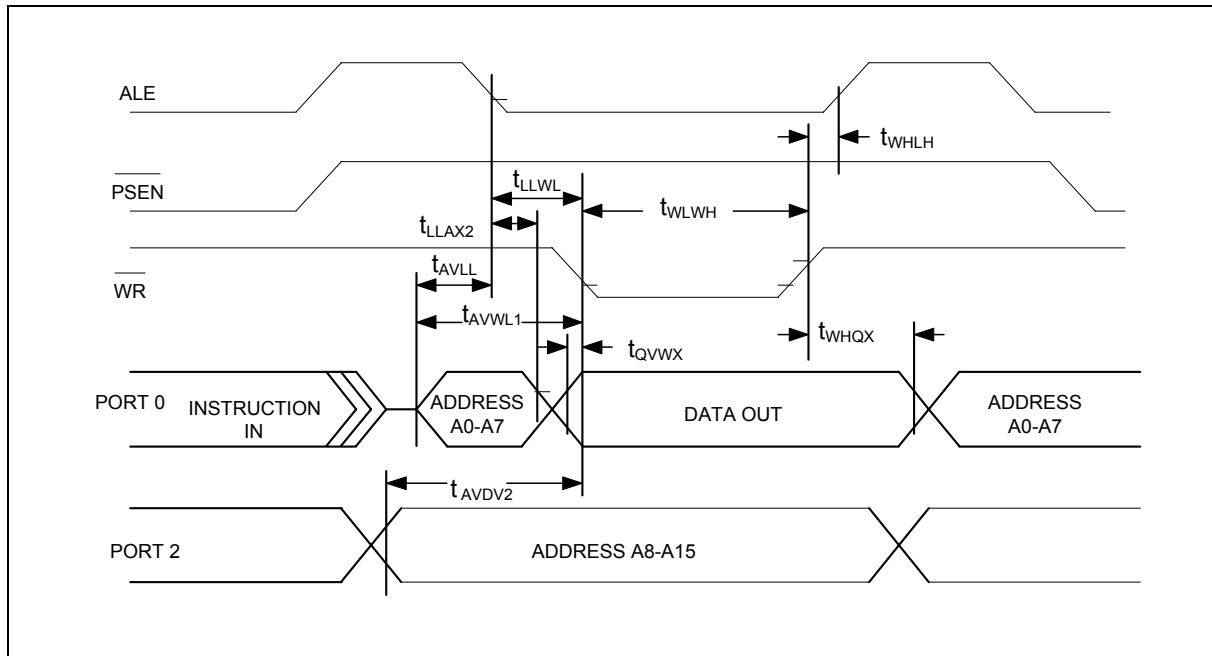 ALE
tWHLH
PSEN
tLLWL
tWLWH
tLLAX2
tAVLL
WR
tAVWL1
tWHQX
tQVWX
PORT 0
INSTRUCTION
IN
ADDRESS
A0-A7
DATA OUT
ADDRESS
A0-A7
tAVDV2
PORT 2
ADDRESS A8-A15